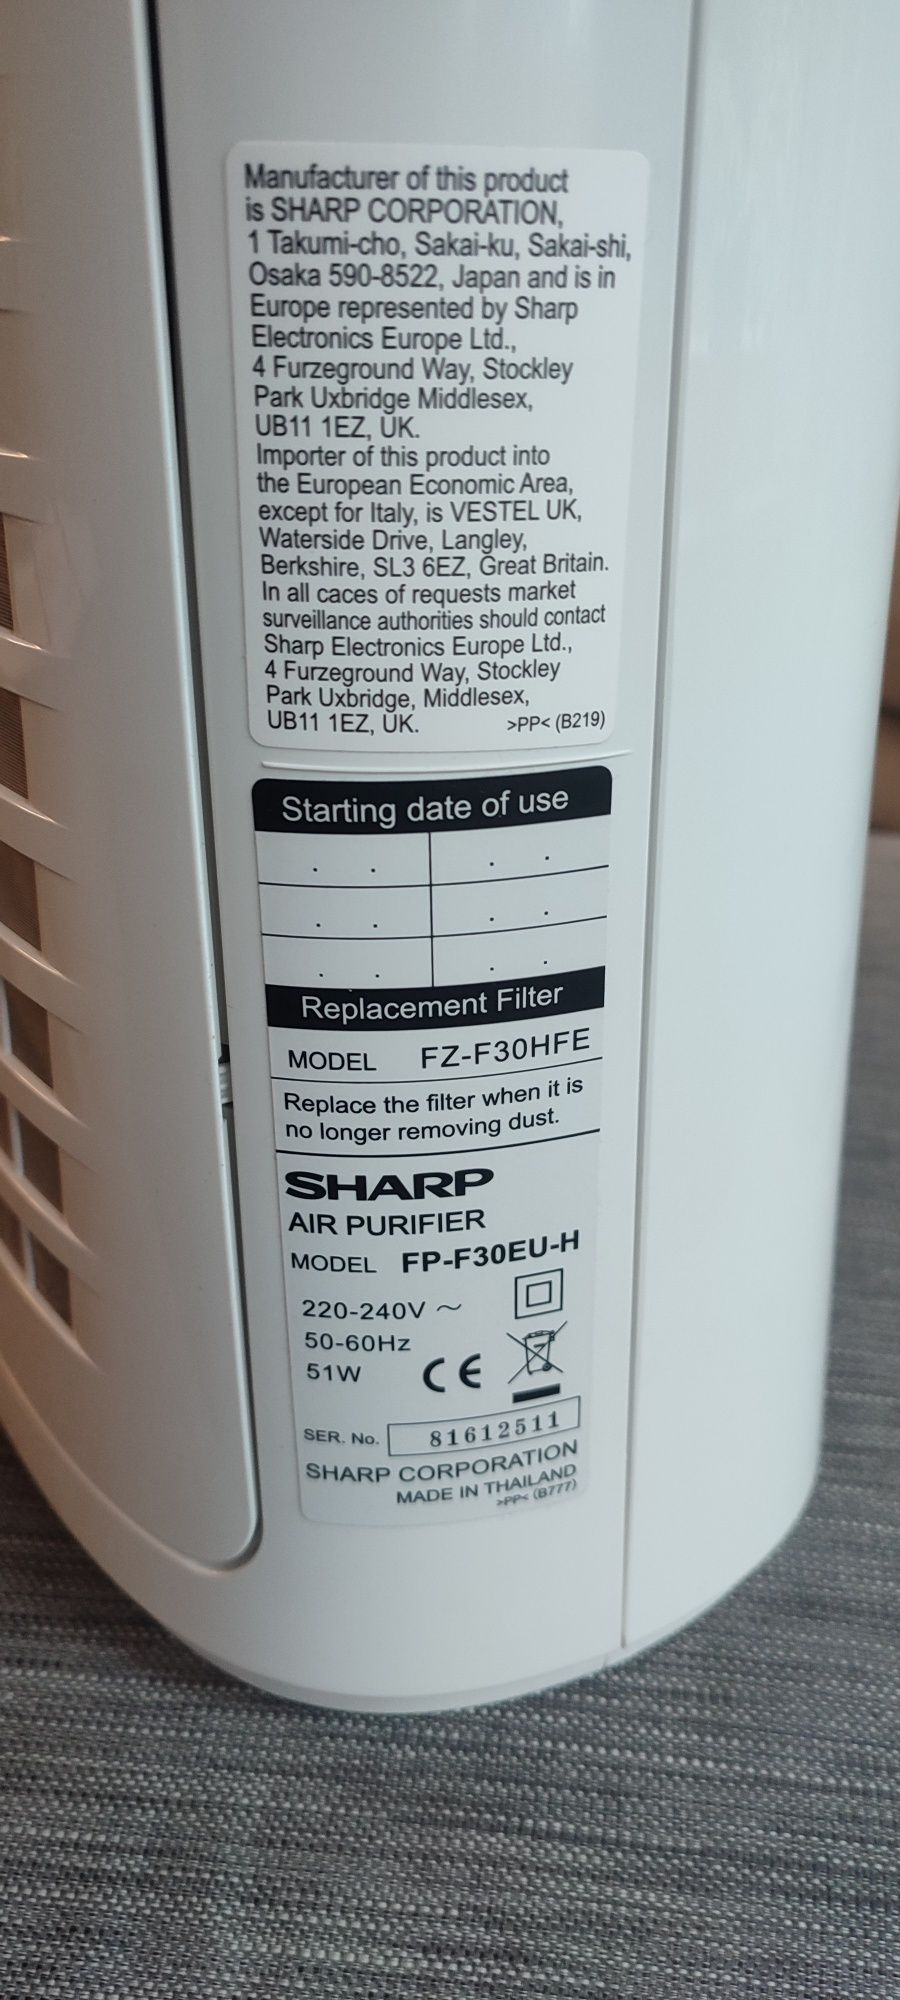 Manufacturer of this product
is SHARP CORPORATION,
1 Takumi-cho, Sakai-ku, Sakai-shi,
Osaka 590-8522, Japan and is in
Europe represented by Sharp
Electronics Europe Ltd.,
4 Furzeground Way, Stockley
Park Uxbridge Middlesex,
UB11 1EZ, UK.
Importer of this product into
the European Economic Area,
except for Italy, is VESTEL UK,
Waterside Drive, Langley,
Berkshire, SL3 6EZ, Great Britain.
In all caces of requests market
surveillance authorities should contact
Sharp Electronics Europe Ltd.,
4 Furzeground Way, Stockley
Park Uxbridge, Middlesex,
UB11 1EZ, UK. >PP< (B219)
Starting date of use
. . . .
. . . .
. . . .
Replacement Filter
MODEL FZ-F30HFE
Replace the filter when it is
no longer removing dust.
SHARP
AIR PURIFIER
MODEL FP-F30EU-H
220-240V ~
50-60Hz
51W CE
SER. No. 81612511
SHARP CORPORATION
MADE IN THAILAND
>PP< (B777)